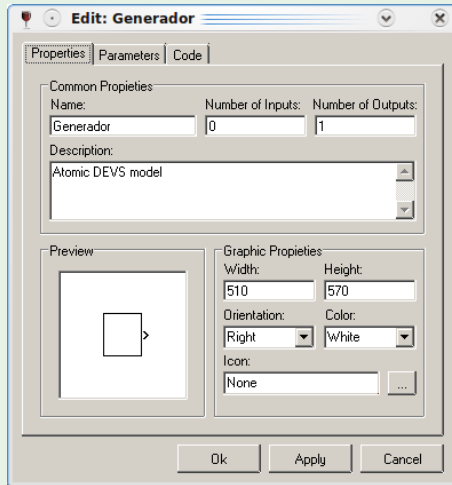 Edit: Generador
Properties Parameters Code
Common Propieties
Name: Number of Inputs: Number of Outputs:
Generador 0 1
Description:
Atomic DEVS model
Preview
Graphic Propieties
Width: Height:
510 570
Orientation: Color:
Right White
Icon:
None ...
Ok Apply Cancel